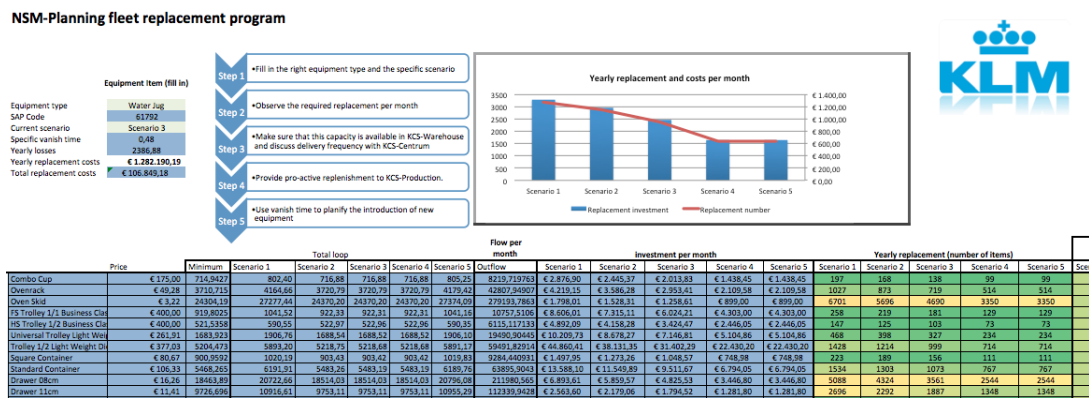 NSM-Planning fleet replacement program
KLM
Equipment Item (fill in)
Equipment type Water Jug
SAP Code 61792
Current scenario Scenario 3
Specific vanish time 0,48
Yearly losses 2386,88
Yearly replacement costs € 1.282.190,19
Total replacement costs € 106.849,18
Step 1 •Fill in the right equipment type and the specific scenario
Step 2 •Observe the required replacement per month
Step 3 •Make sure that this capacity is available in KCS-Warehouse
and discuss delivery frequency with KCS-Centrum
Step 4 •Provide pro-active replenishment to KCS-Production.
Step 5 •Use vanish time to planify the introduction of new
equipment
Yearly replacement and costs per month
3500 € 1.400,00
3000 € 1.200,00
2500 € 1.000,00
2000 € 800,00
1500 € 600,00
1000 € 400,00
500 € 200,00
0 € 0,00
Scenario 1 Scenario 2 Scenario 3 Scenario 4 Scenario 5
Replacement investment Replacement number
Flow per
Total loop month investment per month Yearly replacement (number of items)
Price Minimum Scenario 1 Scenario 2 Scenario 3 Scenario 4 Scenario 5 Outflow Scenario 1 Scenario 2 Scenario 3 Scenario 4 Scenario 5 Scenario 1 Scenario 2 Scenario 3 Scenario 4 Scenario 5
Combo Cup € 175,00 714,9427 802,40 716,88 716,88 716,88 805,25 8219,719763 € 2.876,90 € 2.445,37 € 2.013,83 € 1.438,45 € 1.438,45 197 168 138 99 99
Ovenrack € 49,28 3710,715 4164,66 3720,79 3720,79 3720,79 4179,42 42807,94907 € 4.219,15 € 3.586,28 € 2.953,41 € 2.109,58 € 2.109,58 1027 873 719 514 514
Oven Skid € 3,22 24304,19 27277,44 24370,20 24370,20 24370,20 27374,09 279193,7863 € 1.798,01 € 1.528,31 € 1.258,61 € 899,00 € 899,00 6701 5696 4690 3350 3350
FS Trolley 1/1 Business Clas € 400,00 919,8025 1041,52 922,33 922,31 922,31 1041,16 10757,5106 € 8.606,01 € 7.315,11 € 6.024,21 € 4.303,00 € 4.303,00 258 219 181 129 129
HS Trolley 1/2 Business Cla € 400,00 521,5358 590,55 522,97 522,96 522,96 590,35 6115,117133 € 4.892,09 € 4.158,28 € 3.424,47 € 2.446,05 € 2.446,05 147 125 103 73 73
Universal Trolley Light Wei € 261,91 1683,923 1906,76 1688,54 1688,52 1688,52 1906,10 19490,90445 € 10.209,73 € 8.678,27 € 7.146,81 € 5.104,86 € 5.104,86 468 398 327 234 234
Trolley 1/2 Light Weight Di € 377,03 5204,473 5893,20 5218,75 5218,68 5218,68 5891,17 59491,82914 € 44.860,41 € 38.131,35 € 31.402,29 € 22.430,20 € 22.430,20 1428 1214 999 714 714
Square Container € 80,67 900,9592 1020,19 903,43 903,42 903,42 1019,83 9284,440931 € 1.497,95 € 1.273,26 € 1.048,57 € 748,98 € 748,98 223 189 156 111 111
Standard Container € 106,33 5468,265 6191,91 5483,26 5483,19 5483,19 6189,76 63895,9043 € 13.588,10 € 11.549,89 € 9.511,67 € 6.794,05 € 6.794,05 1534 1303 1073 767 767
Drawer 08cm € 16,26 18463,89 20722,66 18514,03 18514,03 18514,03 20796,08 211980,565 € 6.893,61 € 5.859,57 € 4.825,53 € 3.446,80 € 3.446,80 5088 4324 3561 2544 2544
Drawer 11cm € 11,41 9726,696 10916,61 9753,11 9753,11 9753,11 10955,29 112339,9428 € 2.563,60 € 2.179,06 € 1.794,52 € 1.281,80 € 1.281,80 2696 2292 1887 1348 1348